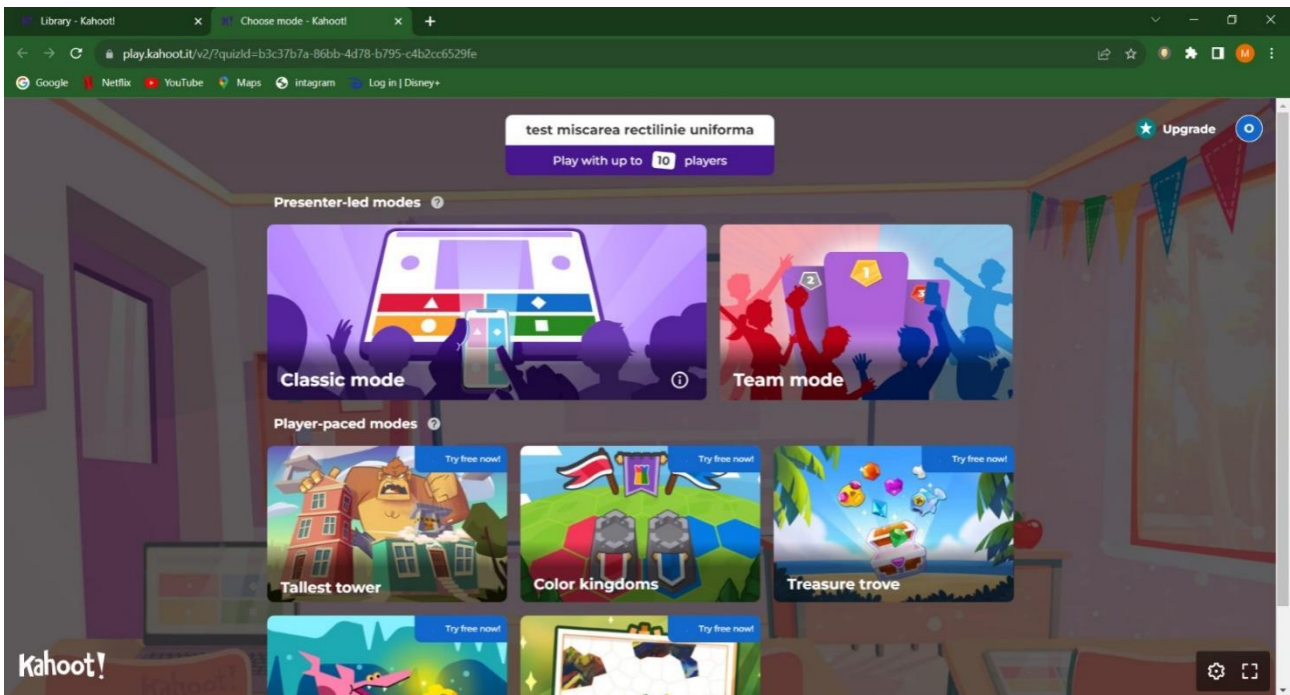 Library - Kahoot!
Choose mode - Kahoot!
play.kahoot.it/v2/?quizId=b3c37b7a-86bb-4d78-b795-c4b2cc6529fe
M
Google Netflix YouTube Maps intagram Log in | Disney+
test miscarea rectilinie uniforma
Play with up to 10 players
Upgrade
O
Presenter-led modes ?
2 1 3
Classic mode
Team mode
Player-paced modes ?
Try free now!
Try free now!
Try free now!
Tallest tower
Color kingdoms
Treasure trove
Try free now!
Try free now!
Kahoot!